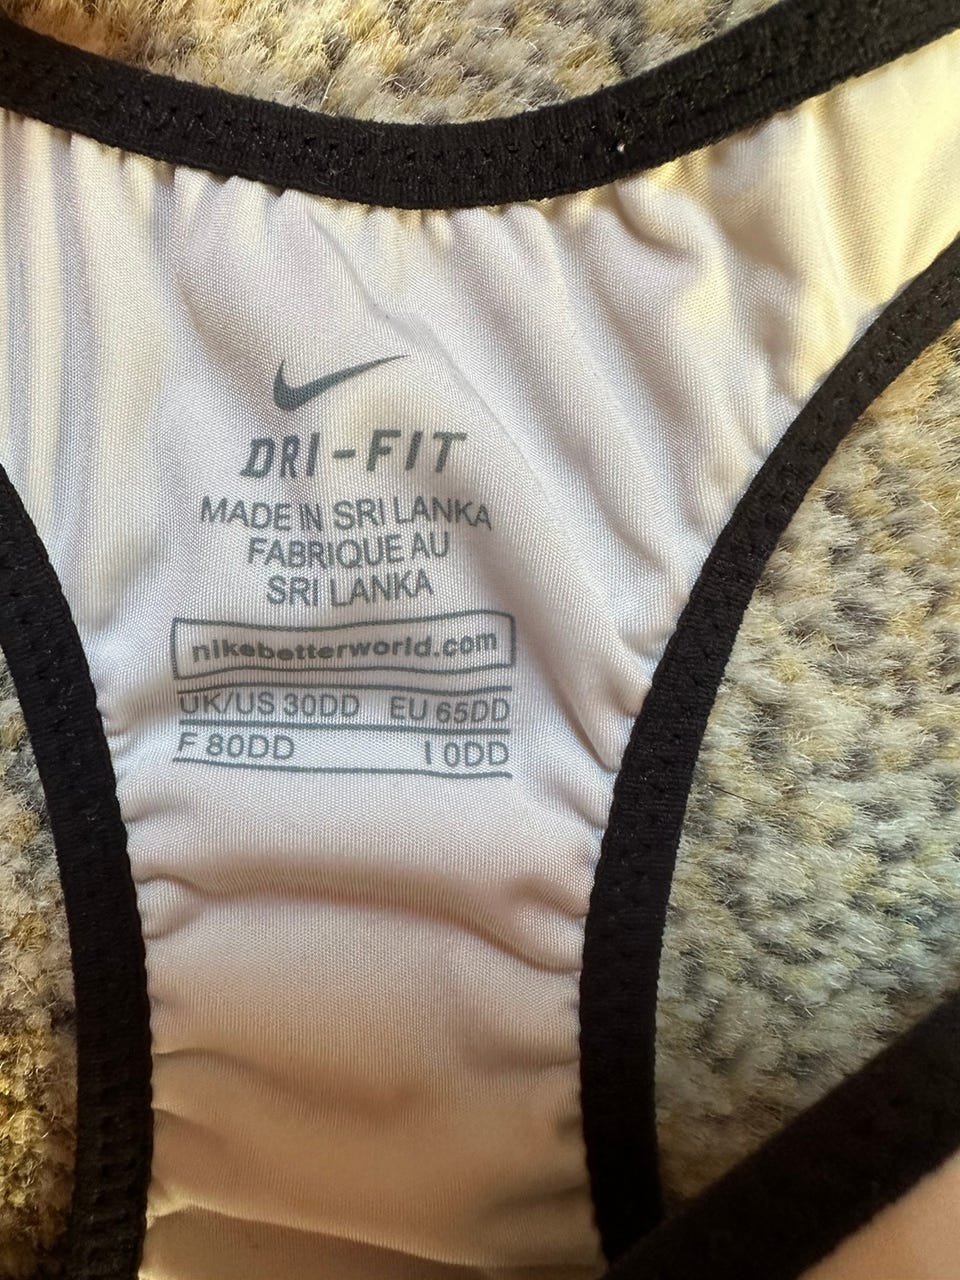 DRI-FIT
MADE IN SRI LANKA
FABRIQUE AU
SRI LANKA
nikebetterworld.com
UK/US 30DD EU 65DD
F 80DD I 0DD